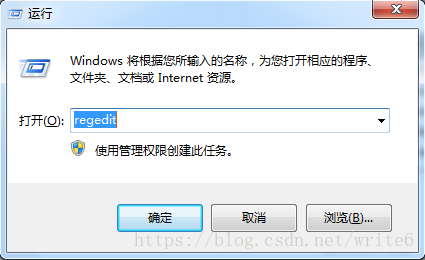 运行
Windows 将根据您所输入的名称，为您打开相应的程序、
文件夹、文档或 Internet 资源。
打开(O): regedit
使用管理权限创建此任务。
确定 取消 浏览(B)...
https://blog.csdn.net/write6